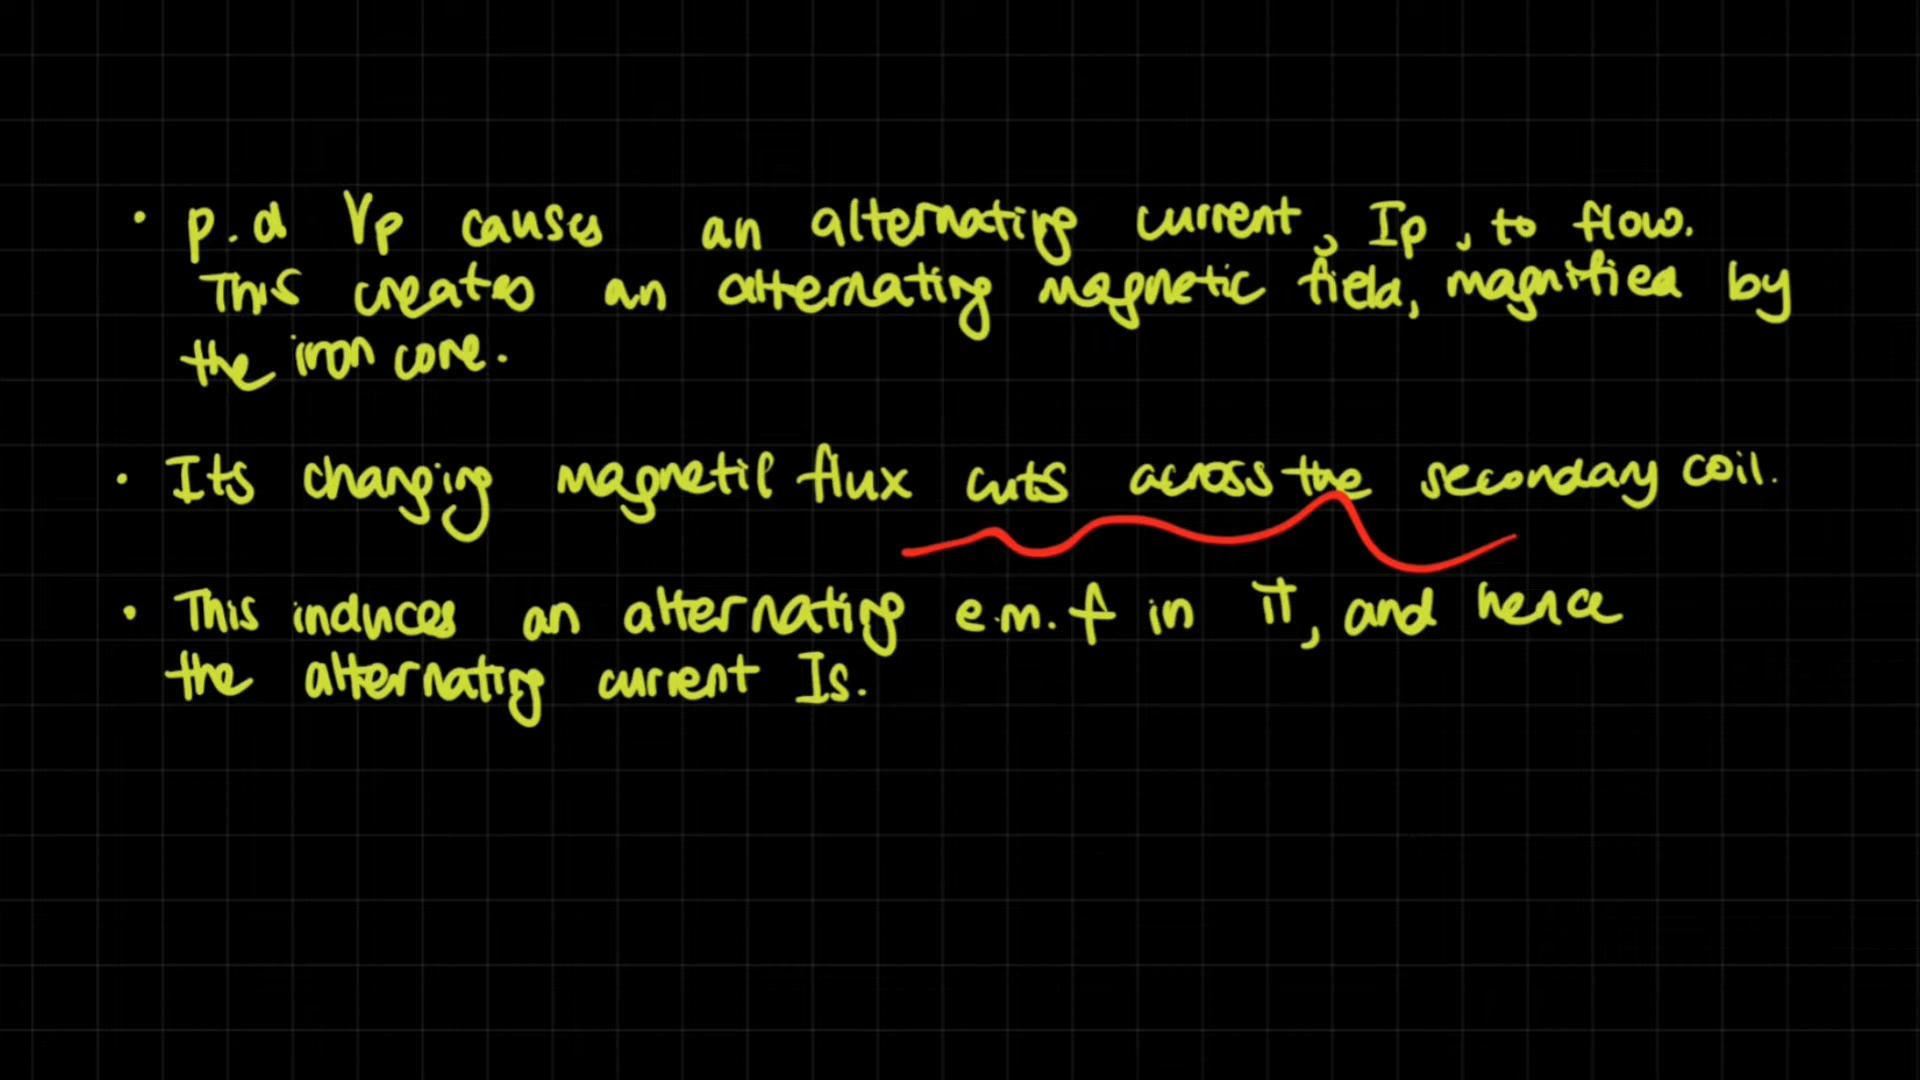 • p.d Vp causes an alternating current, Ip, to flow.
This creates an alternating magnetic field, magnified by
the iron core.
• Its changing magnetic flux cuts across the secondary coil.
• This induces an alternating e.m.f in it, and hence
the alternating current Is.